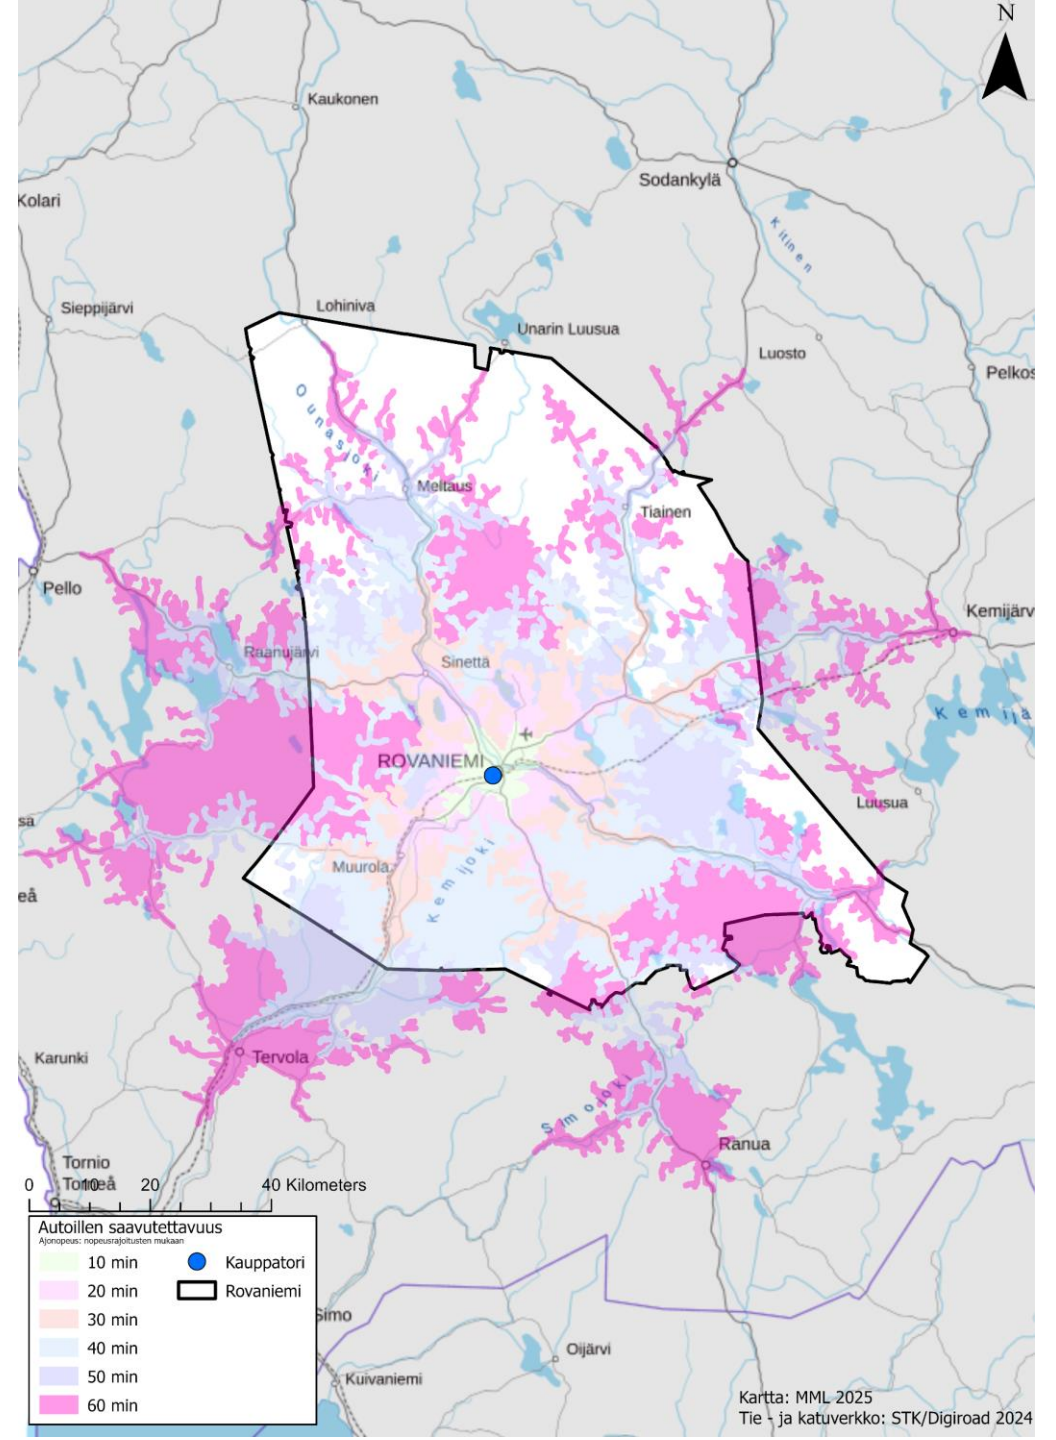 N
Kaukonen
Sodankylä
Kolari
Kitinen
Sieppijärvi
Lohiniva
Unarin Luusua
Luosto
Pelkos
Ounasjoki
Meltaus
Tiainen
Pello
Kemijärv
Raanujärvi
Sinettä
Kemijä
ROVANIEMI
Luusua
sa
Muurola
Kemijoki
eå
Karunki
Tervola
Simojoki
Ranua
Tornio
Torneå
0 10 20 40 Kilometers
Autoillen saavutettavuus
Ajonopeus: nopeusrajoitusten mukaan
10 min
Kauppatori
20 min
Rovaniemi
30 min
40 min
50 min
60 min
Simo
Oijärvi
Kuivaniemi
Kartta: MML 2025
Tie - ja katuverkko: STK/Digiroad 2024